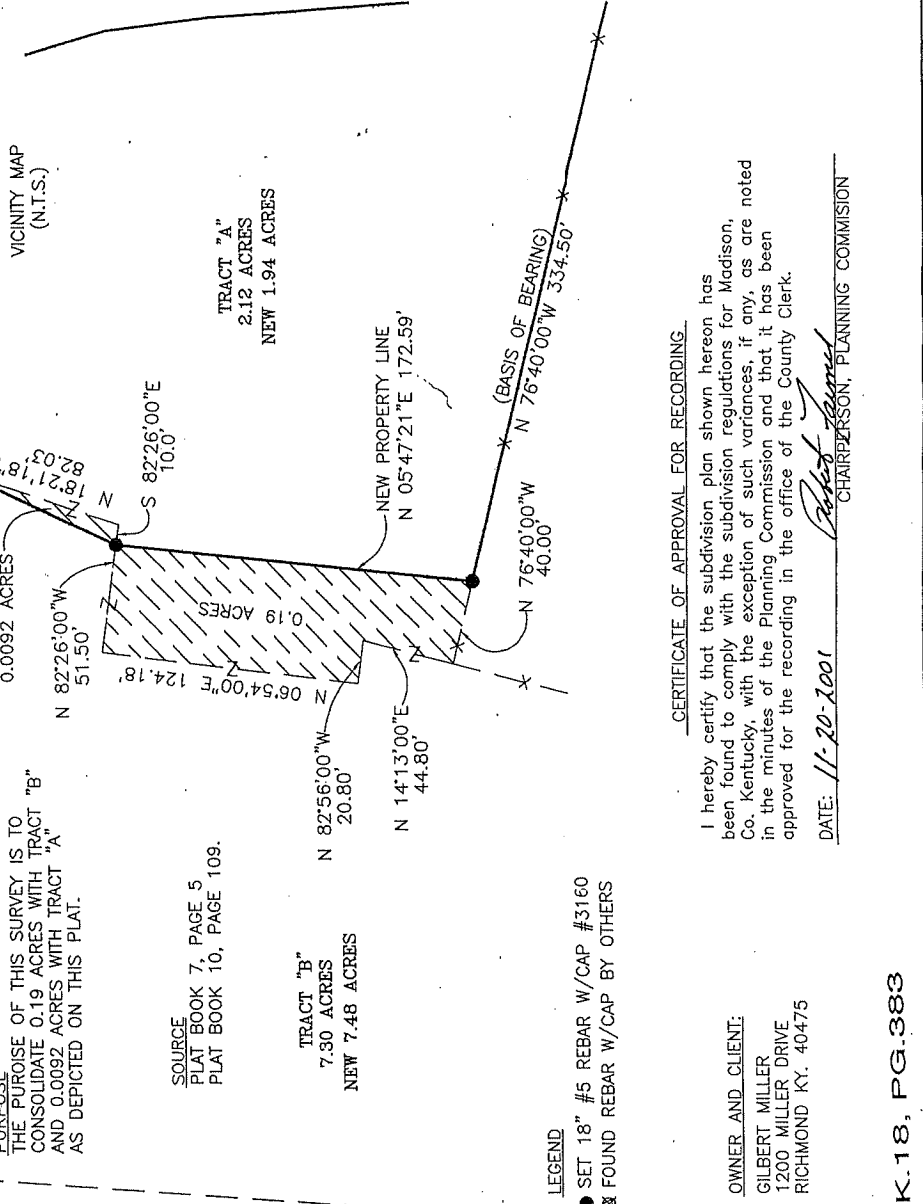 PURPOSE
THE PUROISE OF THIS SURVEY IS TO
CONSOLIDATE 0.19 ACRES WITH TRACT "B"
AND 0.0092 ACRES WITH TRACT "A"
AS DEPICTED ON THIS PLAT.
SOURCE
PLAT BOOK 7, PAGE 5
PLAT BOOK 10, PAGE 109.
TRACT "B"
7.30 ACRES
NEW 7.48 ACRES
0.0092 ACRES
N 18°21'18"
82.03'
N 82°26'00"W
51.50'
S 82°26'00"E
10.0'
N 06°54'00"E 124.18'
0.19 ACRES
N 82°56'00"W
20.80'
N 14°13'00"E
44.80'
NEW PROPERTY LINE
N 05°47'21"E 172.59'
N 76°40'00"W
40.00'
(BASIS OF BEARING)
N 76°40'00"W 334.50'
VICINITY MAP
(N.T.S.)
TRACT "A"
2.12 ACRES
NEW 1.94 ACRES
LEGEND
SET 18" #5 REBAR W/CAP #3160
FOUND REBAR W/CAP BY OTHERS
OWNER AND CLIENT:
GILBERT MILLER
1200 MILLER DRIVE
RICHMOND KY. 40475
CERTIFICATE OF APPROVAL FOR RECORDING
I hereby certify that the subdivision plan shown hereon has
been found to comply with the subdivision regulations for Madison,
Co. Kentucky, with the exception of such variances, if any, as are noted
in the minutes of the Planning Commission and that it has been
approved for the recording in the office of the County Clerk.
DATE: 11-20-2001 Robert
CHAIRPERSON, PLANNING COMMISION
K.18, PG.383